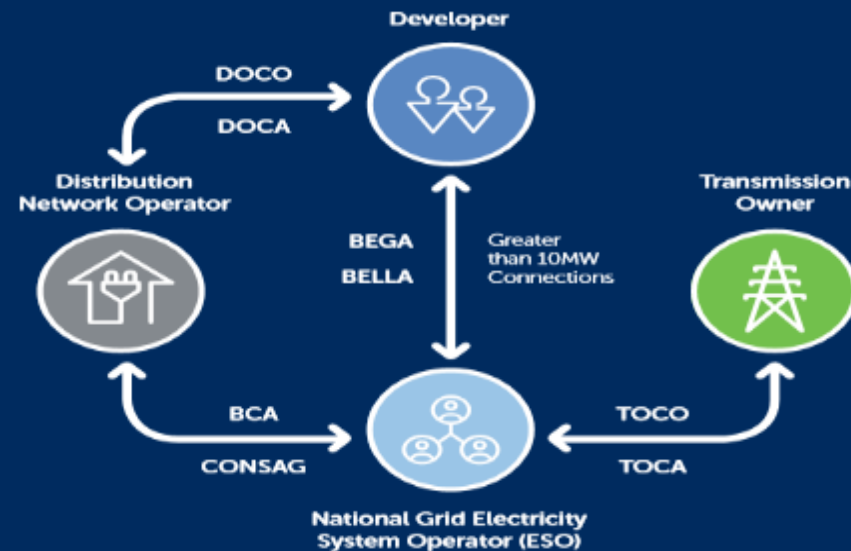 Developer
DOCO
DOCA
Distribution
Network Operator
Transmission
Owner
BEGA
BELLA
Greater
than 10MW
Connections
BCA
CONSAG
TOCO
TOCA
National Grid Electricity
System Operator (ESO)